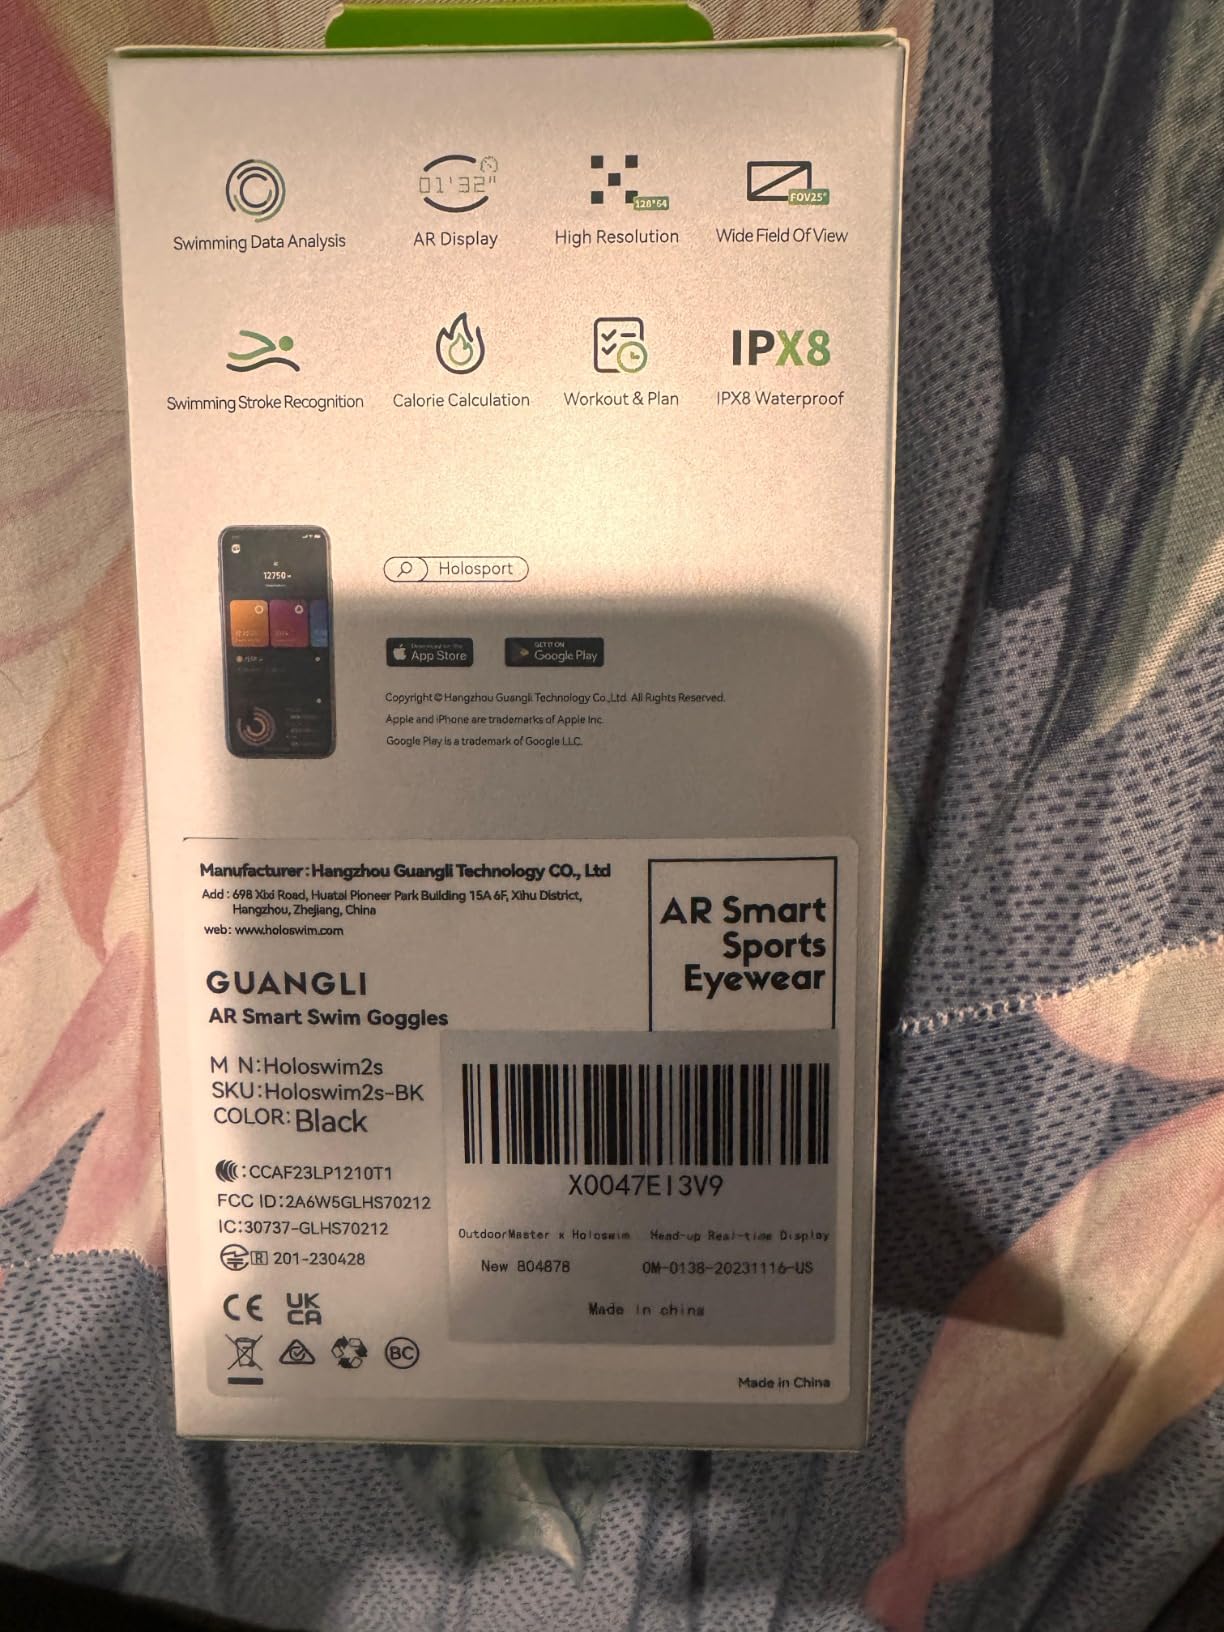 01'32"
128*64
FOV25°
Swimming Data Analysis
AR Display
High Resolution
Wide Field Of View
IPX8
Swimming Stroke Recognition
Calorie Calculation
Workout & Plan
IPX8 Waterproof
12750
Holosport
Download on the
App Store
GET IT ON
Google Play
Copyright © Hangzhou Guangli Technology Co.,Ltd. All Rights Reserved.
Apple and iPhone are trademarks of Apple Inc.
Google Play is a trademark of Google LLC.
Manufacturer: Hangzhou Guangli Technology CO., Ltd
Add : 698 Xixi Road, Huatai Pioneer Park Building 15A 6F, Xihu District,
Hangzhou, Zhejiang, China
web: www.holoswim.com
AR Smart
Sports
Eyewear
GUANGLI
AR Smart Swim Goggles
M N:Holoswim2s
SKU:Holoswim2s-BK
COLOR: Black
:CCAF23LP1210T1
FCC ID:2A6W5GLHS70212
IC:30737-GLHS70212
R 201-230428
CE UK CA
BC
X0047EI3V9
OutdoorMaster x Holoswim Head-up Real-time Display
New 804878 OM-0138-20231116-US
Made in china
Made in China